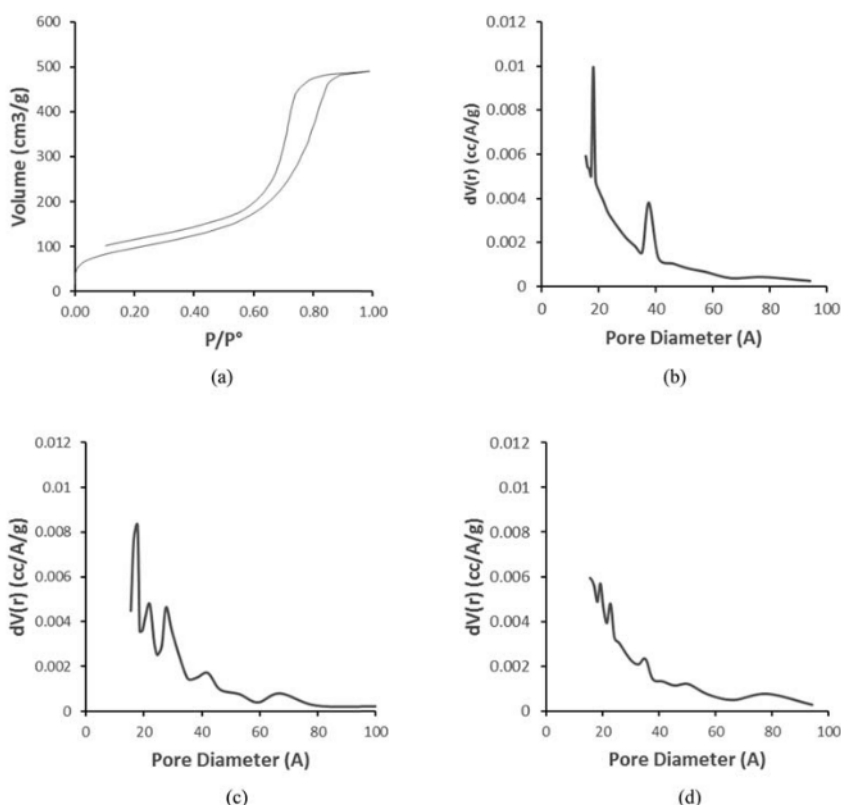 600
500
400
300
200
100
0
Volume (cm3/g)
0.00 0.20 0.40 0.60 0.80 1.00
P/P°
(a)
0.012
0.01
0.008
0.006
0.004
0.002
0
dV(r) (cc/A/g)
0 20 40 60 80 100
Pore Diameter (A)
(b)
0.012
0.01
0.008
0.006
0.004
0.002
0
dV(r) (cc/A/g)
0 20 40 60 80 100
Pore Diameter (A)
(c)
0.012
0.01
0.008
0.006
0.004
0.002
0
dV(r) (cc/A/g)
0 20 40 60 80 100
Pore Diameter (A)
(d)